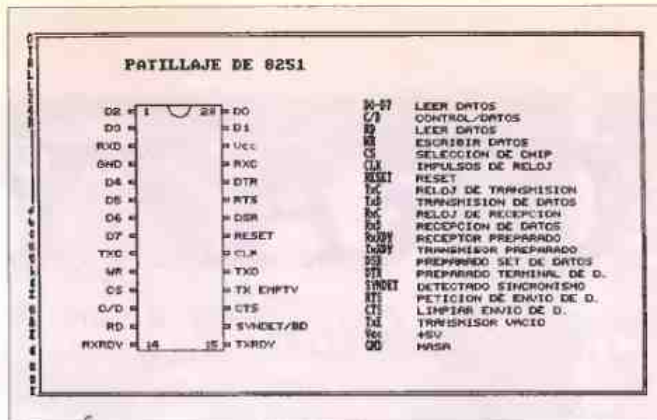 PATILLAJE DE 8251
D2 1 28 D0
D3 D1
RXD Vcc
GND RXC
D4 DTR
D5 RTS
D6 DSR
D7 RESET
TXC CLK
WR TXD
CS TX EMPTY
C/D CTS
RD SYNDET/BD
RXRDY 14 15 TXRDY
D0-D7 LEER DATOS
C/D CONTROL/DATOS
RD LEER DATOS
WR ESCRIBIR DATOS
CS SELECCION DE CHIP
CLK IMPULSOS DE RELOJ
RESET RESET
TxC RELOJ DE TRANSMISION
TxD TRANSMISION DE DATOS
RxC RELOJ DE RECEPCION
RxD RECEPCION DE DATOS
RxRDY RECEPTOR PREPARADO
TxRDY TRANSMISOR PREPARADO
DSR PREPARADO SET DE DATOS
DTR PREPARADO TERMINAL DE D.
SYNDET DETECTADO SINCRONISMO
RTS PETICION DE ENVIO DE D.
CTS LIMPIAR ENVIO DE D.
TxE TRANSMISOR VACIO
Vcc +5V
GND MASA